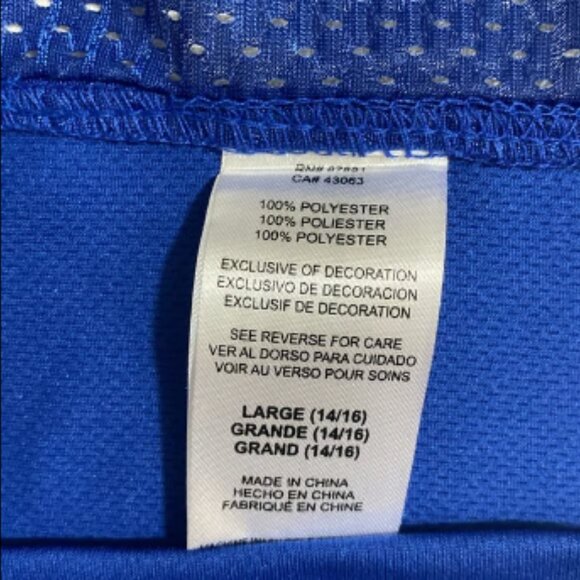 CA# 43063
100% POLYESTER
100% POLIESTER
100% POLYESTER
EXCLUSIVE OF DECORATION
EXCLUSIVO DE DECORACION
EXCLUSIF DE DECORATION
SEE REVERSE FOR CARE
VER AL DORSO PARA CUIDADO
VOIR AU VERSO POUR SOINS
LARGE (14/16)
GRANDE (14/16)
GRAND (14/16)
MADE IN CHINA
HECHO EN CHINA
FABRIQUÉ EN CHINE